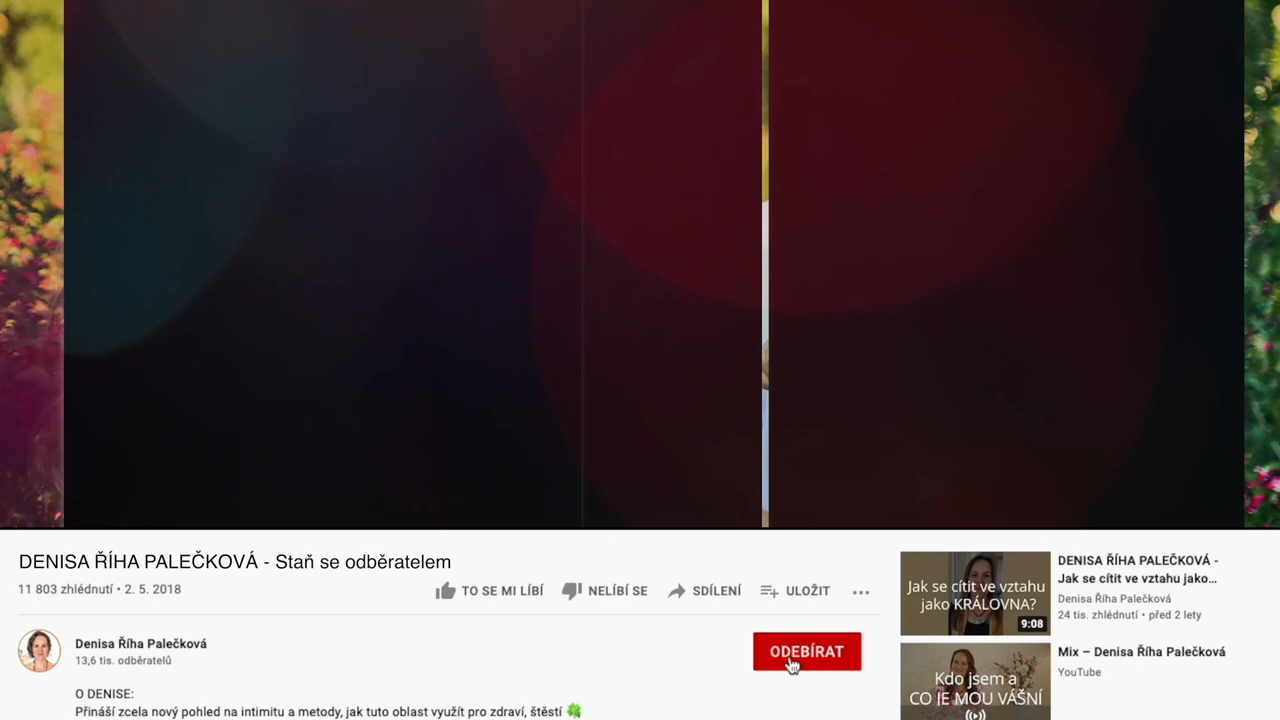 DENISA ŘÍHA PALEČKOVÁ - Staň se odběratelem
11 803 zhlédnutí • 2. 5. 2018
TO SE MI LÍBÍ
NELÍBÍ SE
SDÍLENÍ
ULOŽIT
Denisa Říha Palečková
13,6 tis. odběratelů
ODEBÍRAT
O DENISE:
Přináší zcela nový pohled na intimitu a metody, jak tuto oblast využít pro zdraví, štěstí 🍀
Jak se cítit ve vztahu
jako KRÁLOVNA?
9:08
DENISA ŘÍHA PALEČKOVÁ -
Jak se cítit ve vztahu jako...
Denisa Říha Palečková
24 tis. zhlédnutí • před 2 lety
Kdo jsem a
CO JE MOU VÁŠNÍ
Mix – Denisa Říha Palečková
YouTube